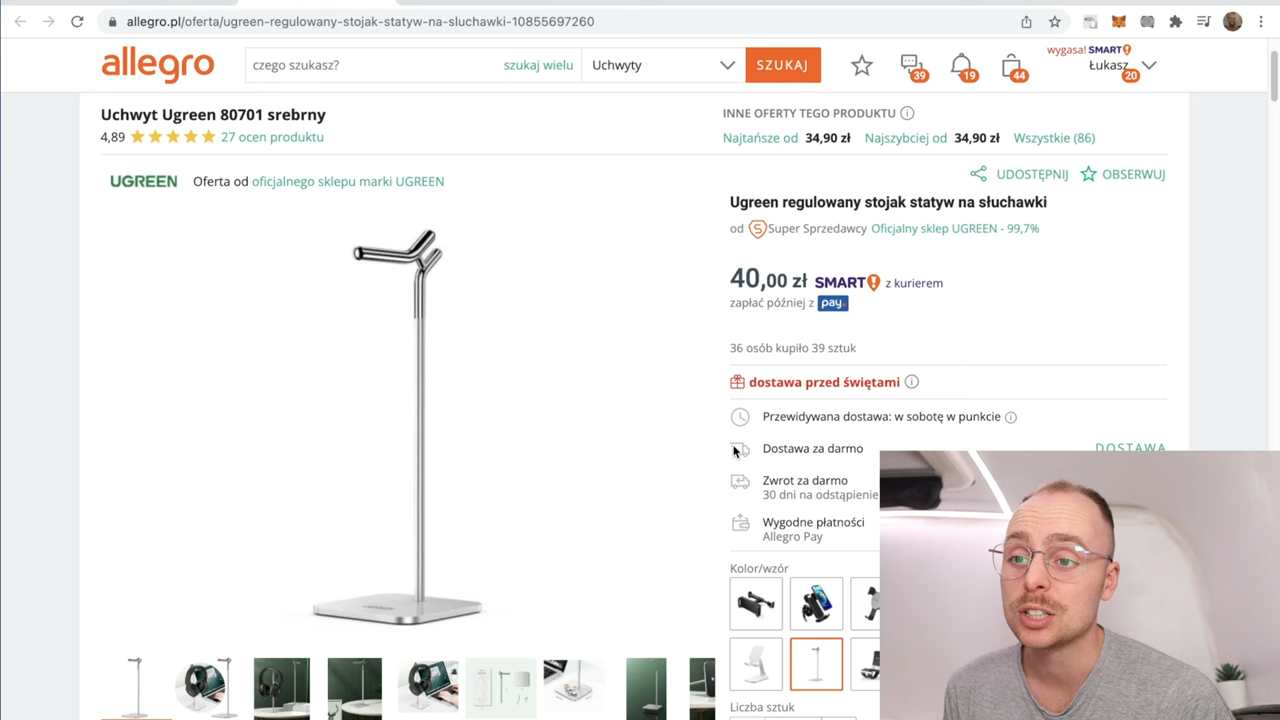 allegro.pl/oferta/ugreen-regulowany-stojak-statyw-na-sluchawki-10855697260
allegro
czego szukasz?
szukaj wielu
Uchwyty
SZUKAJ
39
19
44
wygasa! SMART!
Łukasz
20
Uchwyt Ugreen 80701 srebrny
4,89 27 ocen produktu
INNE OFERTY TEGO PRODUKTU
Najtańsze od 34,90 zł Najszybciej od 34,90 zł Wszystkie (86)
UGREEN Oferta od oficjalnego sklepu marki UGREEN
UDOSTĘPNIJ OBSERWUJ
Ugreen regulowany stojak statyw na słuchawki
od Super Sprzedawcy Oficjalny sklep UGREEN - 99,7%
40,00 zł SMART! z kurierem
zapłać później z pay.
36 osób kupiło 39 sztuk
dostawa przed świętami
Przewidywana dostawa: w sobotę w punkcie
Dostawa za darmo
DOSTAWA
Zwrot za darmo
30 dni na odstąpienie
Wygodne płatności
Allegro Pay
Kolor/wzór
Liczba sztuk